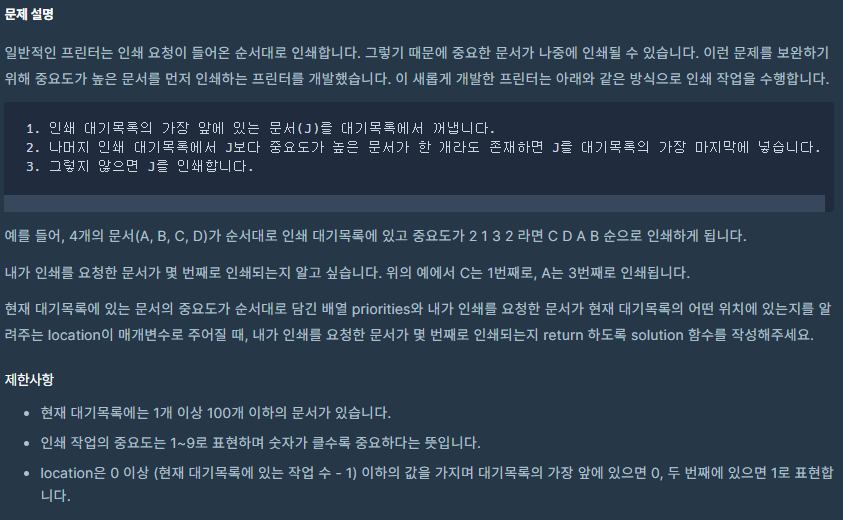 문제 설명
일반적인 프린터는 인쇄 요청이 들어온 순서대로 인쇄합니다. 그렇기 때문에 중요한 문서가 나중에 인쇄될 수 있습니다. 이런 문제를 보완하기
위해 중요도가 높은 문서를 먼저 인쇄하는 프린터를 개발했습니다. 이 새롭게 개발한 프린터는 아래와 같은 방식으로 인쇄 작업을 수행합니다.
1. 인쇄 대기목록의 가장 앞에 있는 문서(J)를 대기목록에서 꺼냅니다.
2. 나머지 인쇄 대기목록에서 J보다 중요도가 높은 문서가 한 개라도 존재하면 J를 대기목록의 가장 마지막에 넣습니다.
3. 그렇지 않으면 J를 인쇄합니다.
예를 들어, 4개의 문서(A, B, C, D)가 순서대로 인쇄 대기목록에 있고 중요도가 2 1 3 2 라면 C D A B 순으로 인쇄하게 됩니다.
내가 인쇄를 요청한 문서가 몇 번째로 인쇄되는지 알고 싶습니다. 위의 예에서 C는 1번째로, A는 3번째로 인쇄됩니다.
현재 대기목록에 있는 문서의 중요도가 순서대로 담긴 배열 priorities와 내가 인쇄를 요청한 문서가 현재 대기목록의 어떤 위치에 있는지를 알
려주는 location이 매개변수로 주어질 때, 내가 인쇄를 요청한 문서가 몇 번째로 인쇄되는지 return 하도록 solution 함수를 작성해주세요.
제한사항
• 현재 대기목록에는 1개 이상 100개 이하의 문서가 있습니다.
• 인쇄 작업의 중요도는 1~9로 표현하며 숫자가 클수록 중요하다는 뜻입니다.
• location은 0 이상 (현재 대기목록에 있는 작업 수 - 1) 이하의 값을 가지며 대기목록의 가장 앞에 있으면 0, 두 번째에 있으면 1로 표현합
니다.